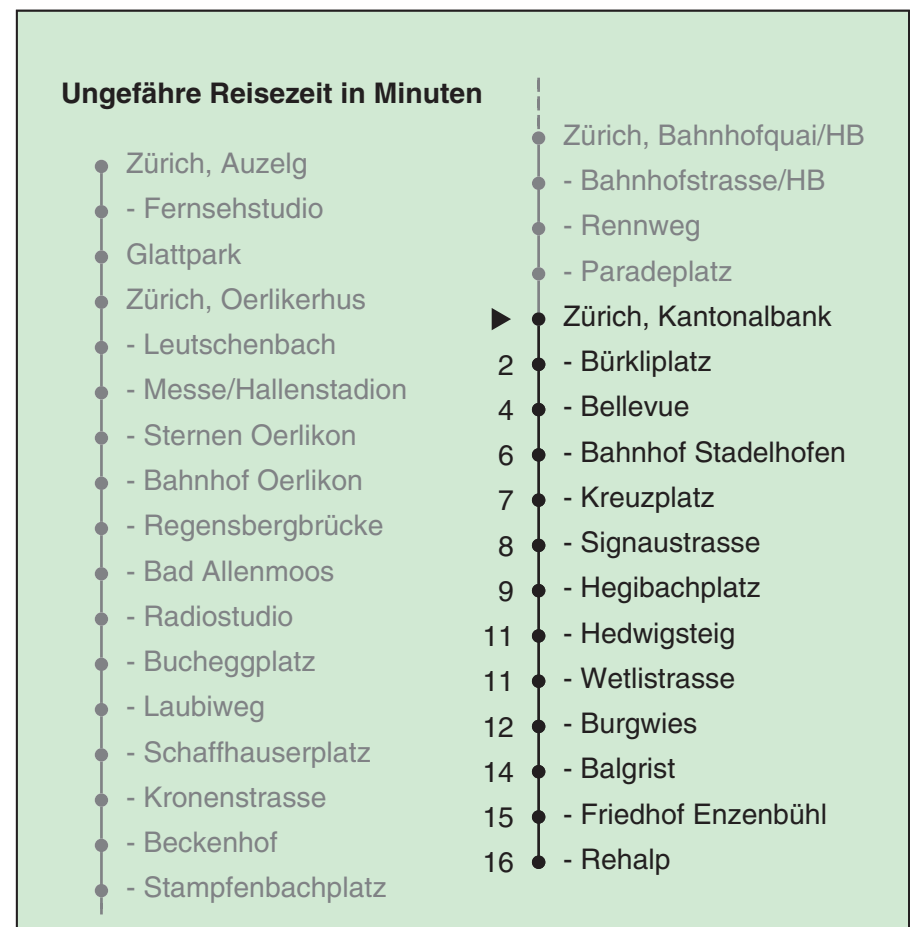 Ungefähre Reisezeit in Minuten
Zürich, Auzelg
- Fernsehstudio
Glattpark
Zürich, Oerlikerhus
- Leutschenbach
- Messe/Hallenstadion
- Sternen Oerlikon
- Bahnhof Oerlikon
- Regensbergbrücke
- Bad Allenmoos
- Radiostudio
- Bucheggplatz
- Laubiweg
- Schaffhauserplatz
- Kronenstrasse
- Beckenhof
- Stampfenbachplatz
Zürich, Bahnhofquai/HB
- Bahnhofstrasse/HB
- Rennweg
- Paradeplatz
Zürich, Kantonalbank
2 - Bürkliplatz
4 - Bellevue
6 - Bahnhof Stadelhofen
7 - Kreuzplatz
8 - Signaustrasse
9 - Hegibachplatz
11 - Hedwigsteig
11 - Wetlistrasse
12 - Burgwies
14 - Balgrist
15 - Friedhof Enzenbühl
16 - Rehalp